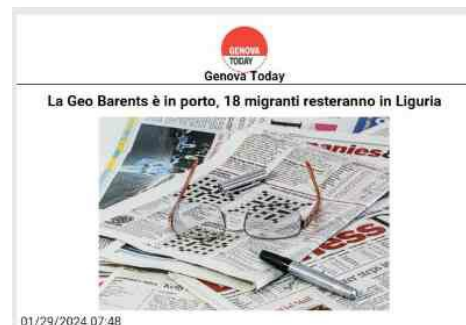 GENOVA
TODAY
Genova Today
La Geo Barents è in porto, 18 migranti resteranno in Liguria
01/29/2024 07:48